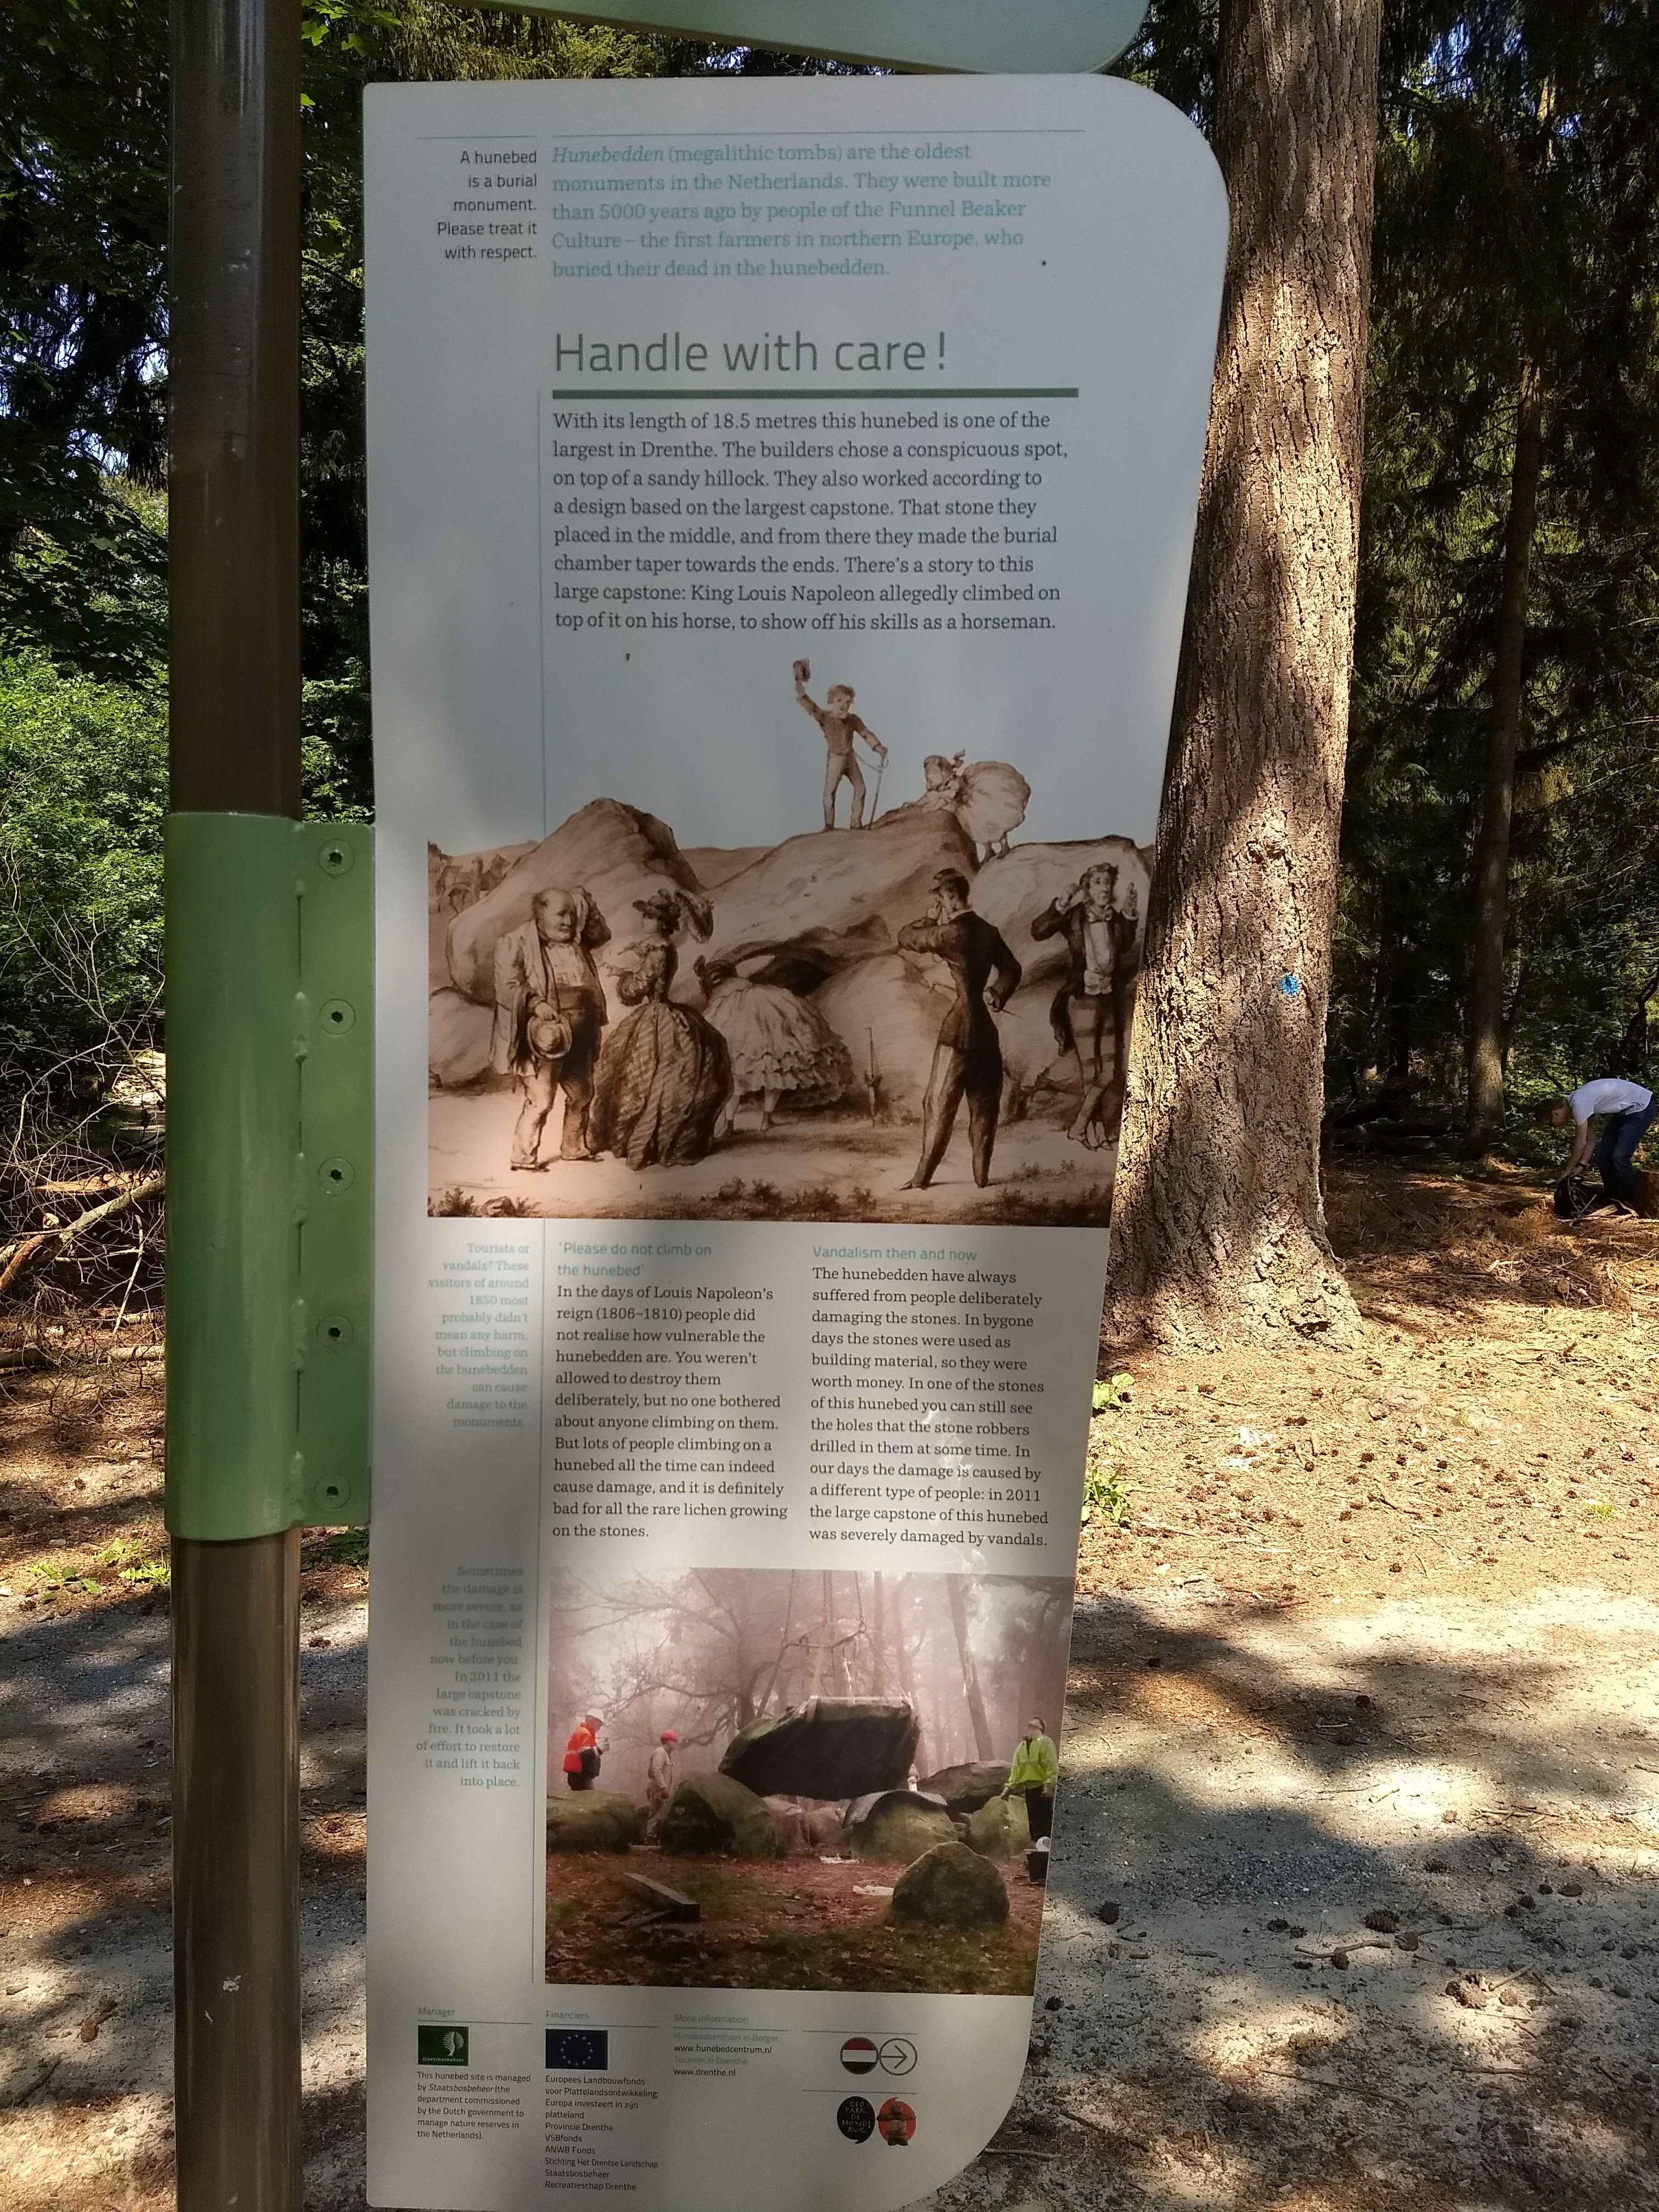 A hunebed
is a burial
monument.
Please treat it
with respect.
Hunebedden (megalithic tombs) are the oldest
monuments in the Netherlands. They were built more
than 5000 years ago by people of the Funnel Beaker
Culture – the first farmers in northern Europe, who
buried their dead in the hunebedden.
Handle with care!
With its length of 18.5 metres this hunebed is one of the
largest in Drenthe. The builders chose a conspicuous spot,
on top of a sandy hillock. They also worked according to
a design based on the largest capstone. That stone they
placed in the middle, and from there they made the burial
chamber taper towards the ends. There's a story to this
large capstone: King Louis Napoleon allegedly climbed on
top of it on his horse, to show off his skills as a horseman.
Tourists or
vandals? These
visitors of around
1850 most
probably didn't
mean any harm,
but climbing on
the hunebedden
can cause
damage to the
monuments.
'Please do not climb on
the hunebed'
In the days of Louis Napoleon's
reign (1806–1810) people did
not realise how vulnerable the
hunebedden are. You weren't
allowed to destroy them
deliberately, but no one bothered
about anyone climbing on them.
But lots of people climbing on a
hunebed all the time can indeed
cause damage, and it is definitely
bad for all the rare lichen growing
on the stones.
Vandalism then and now
The hunebedden have always
suffered from people deliberately
damaging the stones. In bygone
days the stones were used as
building material, so they were
worth money. In one of the stones
of this hunebed you can still see
the holes that the stone robbers
drilled in them at some time. In
our days the damage is caused by
a different type of people: in 2011
the large capstone of this hunebed
was severely damaged by vandals.
Sometimes
the damage is
more severe, as
in the case of
the hunebed
now before you.
In 2011 the
large capstone
was cracked by
fire. It took a lot
of effort to restore
it and lift it back
into place.
Manager
staatsbosbeheer
This hunebed site is managed
by Staatsbosbeheer (the
department commissioned
by the Dutch government to
manage nature reserves in
the Netherlands).
Financiers
Europees Landbouwfonds
voor Plattelandsontwikkeling:
Europa investeert in zijn
platteland
Provincie Drenthe
VSBfonds
ANWB Fonds
Stichting Het Drentse Landschap
Staatsbosbeheer
Recreatieschap Drenthe
More information
Hunebedcentrum in Borger:
www.hunebedcentrum.nl
Tourism in Drenthe:
www.drenthe.nl
GEO
PARK
DE
HONDS
RUG